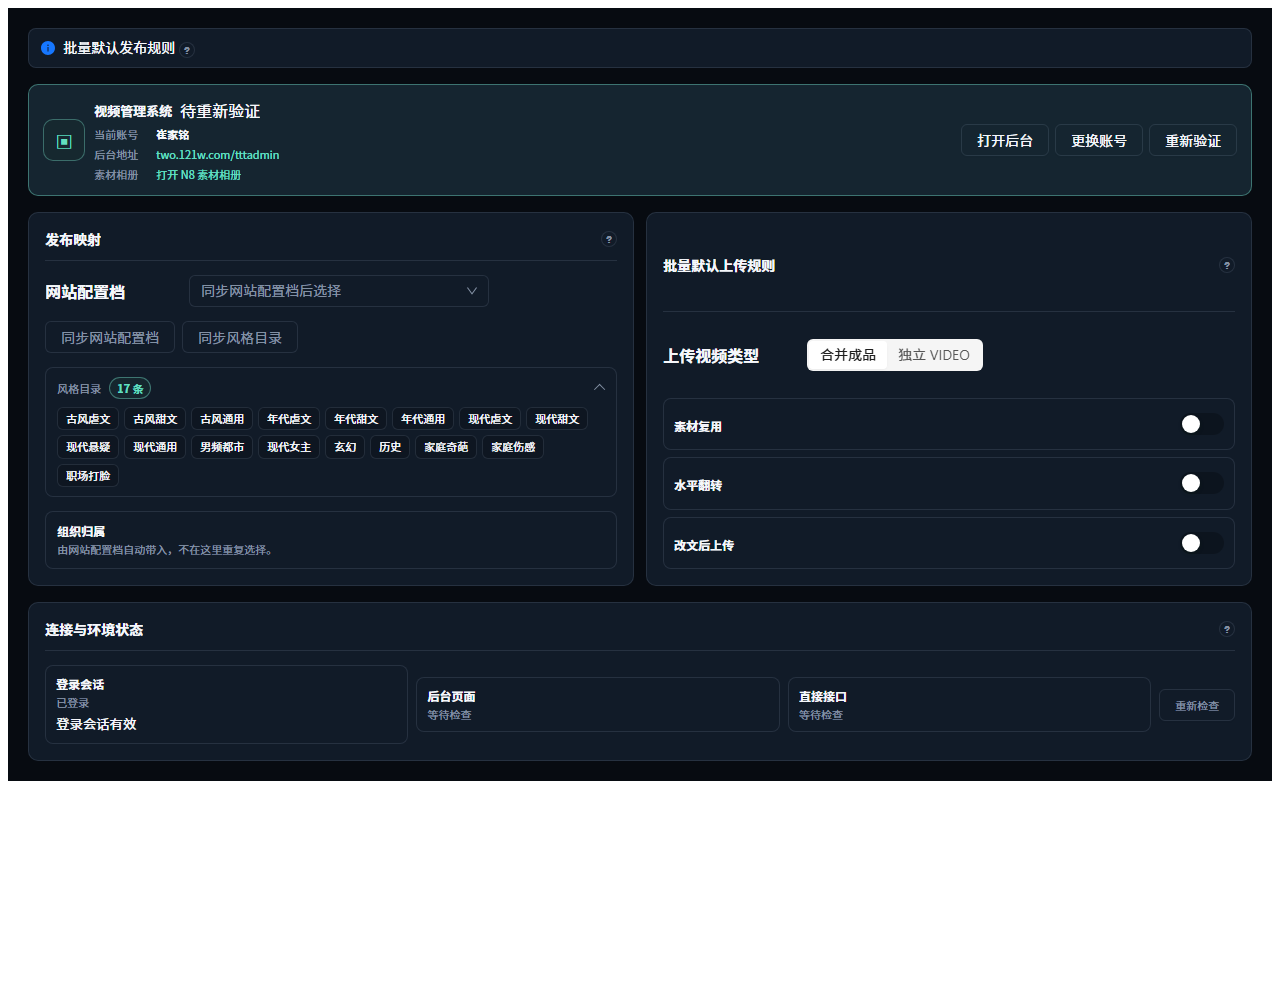 批量默认发布规则 ?
视频管理系统 待重新验证
当前账号 崔家铭
后台地址 two.121w.com/tttadmin
素材相册 打开 N8 素材相册
打开后台 更换账号 重新验证
发布映射 ?
网站配置档 同步网站配置档后选择
同步网站配置档 同步风格目录
风格目录 17 条
古风虐文 古风甜文 古风通用 年代虐文 年代甜文 年代通用 现代虐文 现代甜文
现代悬疑 现代通用 男频都市 现代女主 玄幻 历史 家庭奇葩 家庭伤感
职场打脸
组织归属
由网站配置档自动带入，不在这里重复选择。
批量默认上传规则 ?
上传视频类型 合并成品 独立 VIDEO
素材复用
水平翻转
改文后上传
连接与环境状态 ?
登录会话
已登录
登录会话有效
后台页面
等待检查
直接接口
等待检查
重新检查